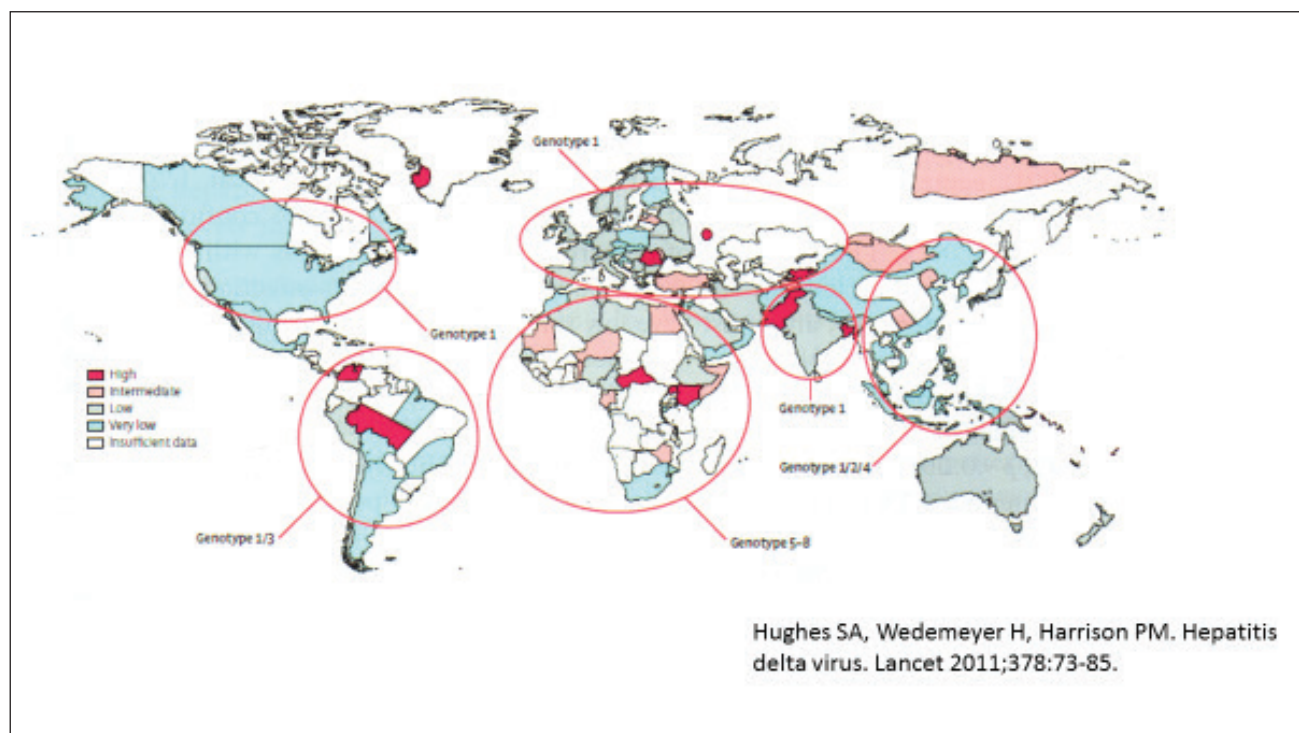 Genotype 1
Genotype 1
High
Intermediate
Low
Very low
Insufficient data
Genotype 1
Genotype 1/2/4
Genotype 1/3
Genotype 5–8
Hughes SA, Wedemeyer H, Harrison PM. Hepatitis
delta virus. Lancet 2011;378:73-85.